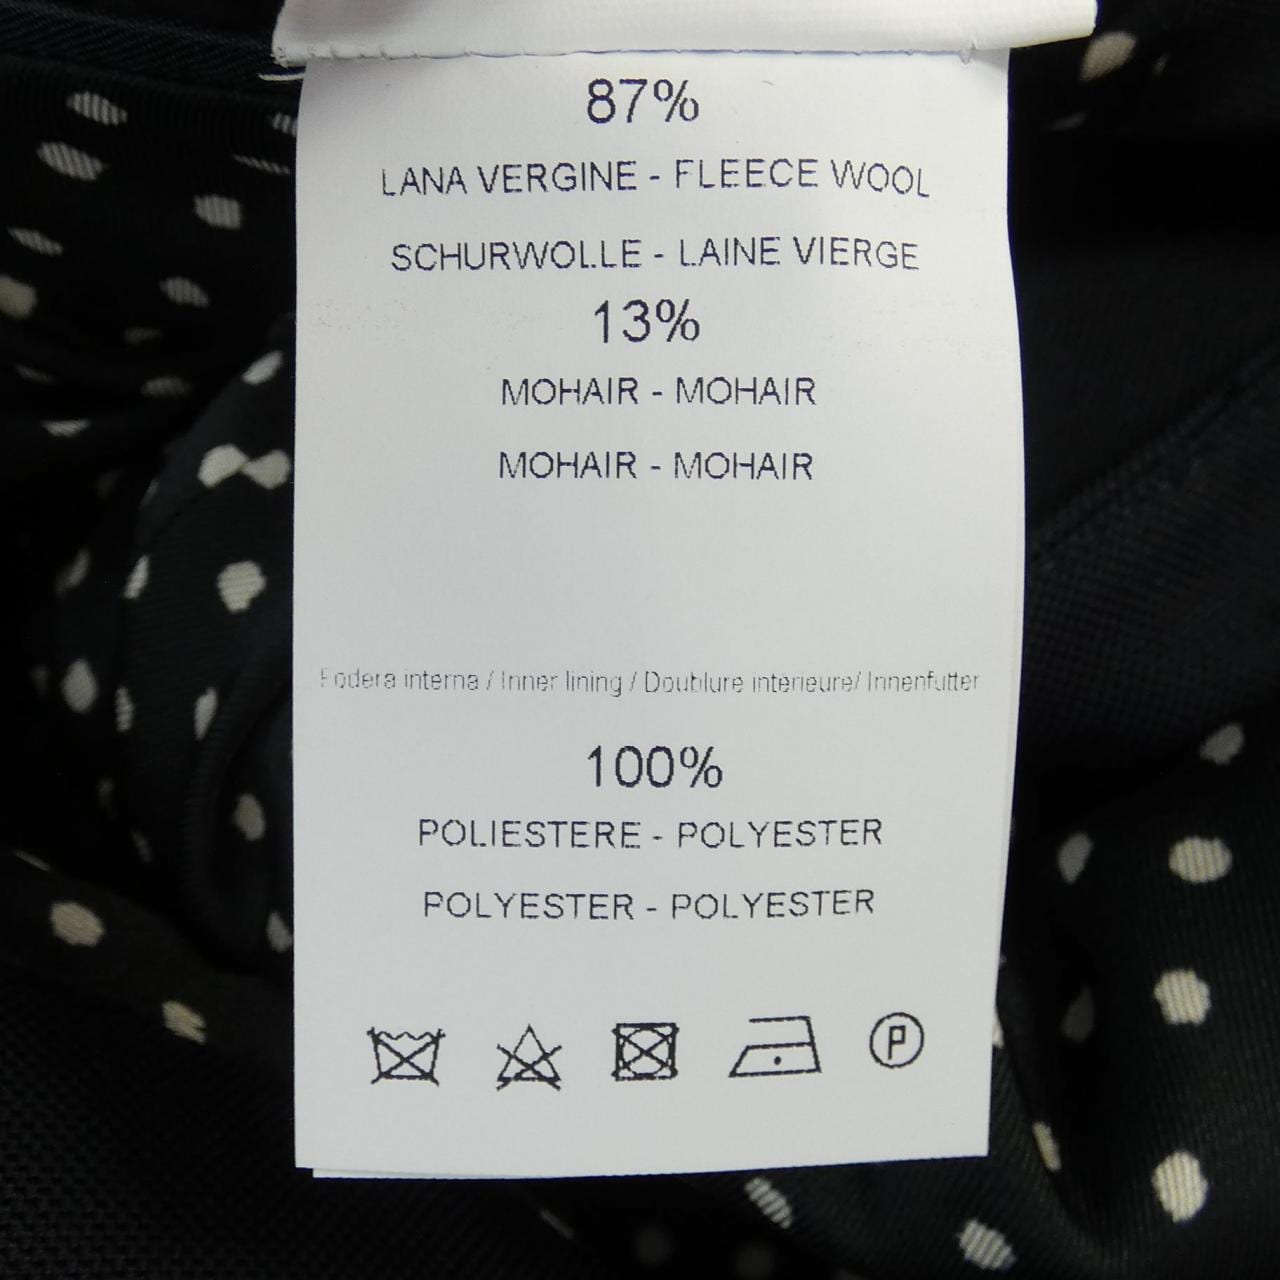 87%
LANA VERGINE - FLEECE WOOL
SCHURWOLLE - LAINE VIERGE
13%
MOHAIR - MOHAIR
MOHAIR - MOHAIR
Fodera interna / Inner lining / Doublure interieure/ Innenfutter
100%
POLIESTERE - POLYESTER
POLYESTER - POLYESTER
P